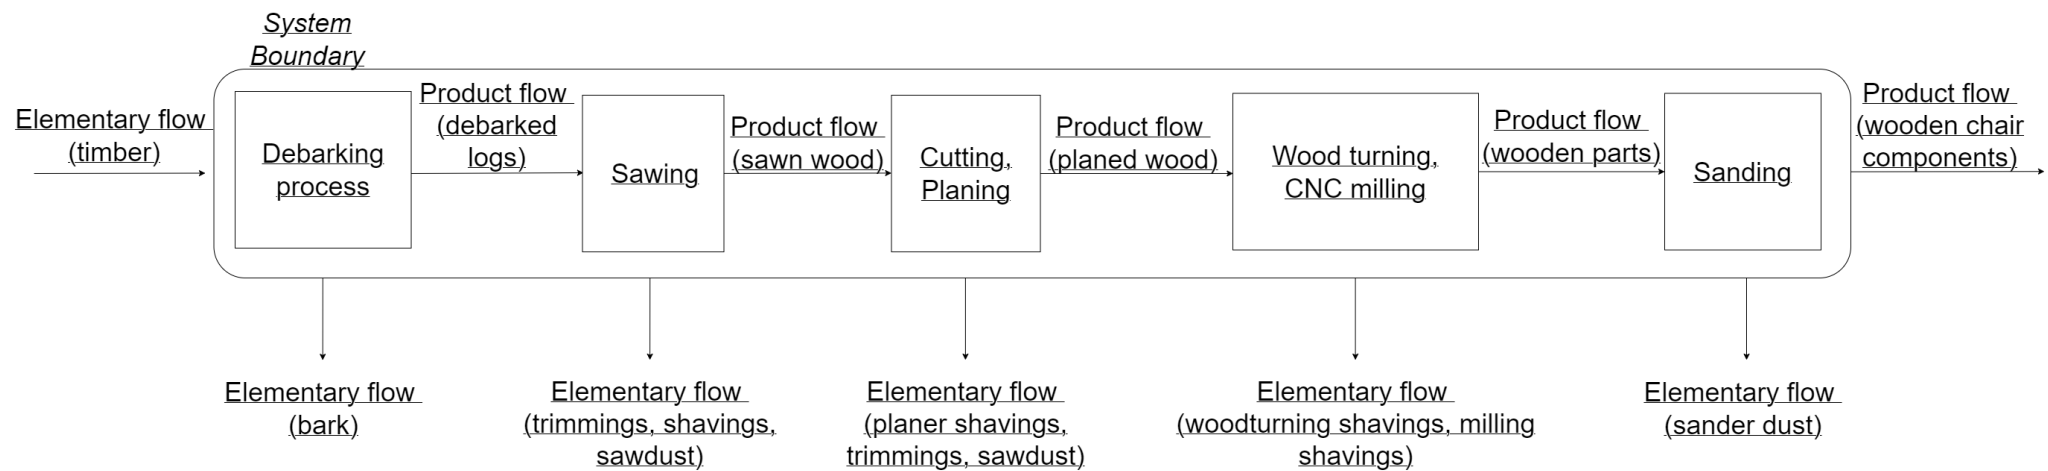 System
Boundary
Elementary flow
(timber)
Debarking
process
Product flow
(debarked
logs)
Sawing
Product flow
(sawn wood)
Cutting,
Planing
Product flow
(planed wood)
Wood turning,
CNC milling
Product flow
(wooden parts)
Sanding
Product flow
(wooden chair
components)
Elementary flow
(bark)
Elementary flow
(trimmings, shavings,
sawdust)
Elementary flow
(planer shavings,
trimmings, sawdust)
Elementary flow
(woodturning shavings, milling
shavings)
Elementary flow
(sander dust)